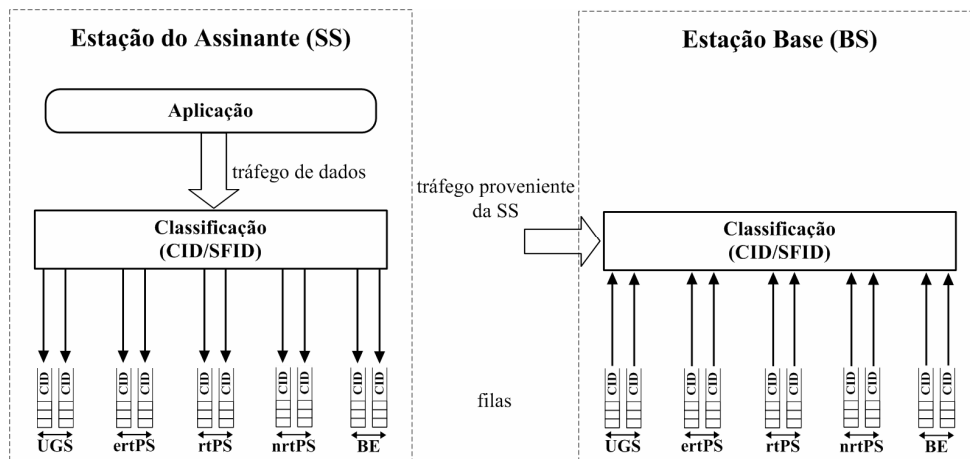 Estação do Assinante (SS)
Aplicação
tráfego de dados
Classificação
(CID/SFID)
CID CID CID CID CID CID CID CID CID CID
UGS ertPS rtPS nrtPS BE
tráfego proveniente
da SS
filas
Estação Base (BS)
Classificação
(CID/SFID)
CID CID CID CID CID CID CID CID CID CID
UGS ertPS rtPS nrtPS BE